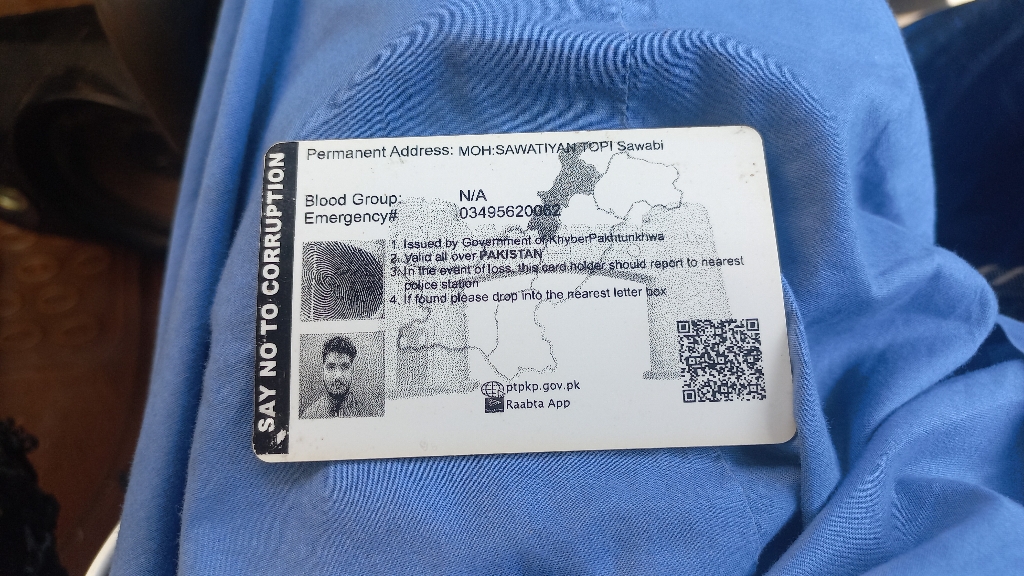 SAY NO TO CORRUPTION
Permanent Address: MOH:SAWATIYAN TOPI Sawabi
Blood Group: N/A
Emergency# 03495620062
1. Issued by Government of KhyberPakhtunkhwa
2. Valid all over PAKISTAN
3. In the event of loss, this card holder should report to nearest
police station
4. If found please drop into the nearest letter box
ptpkp.gov.pk
Raabta App